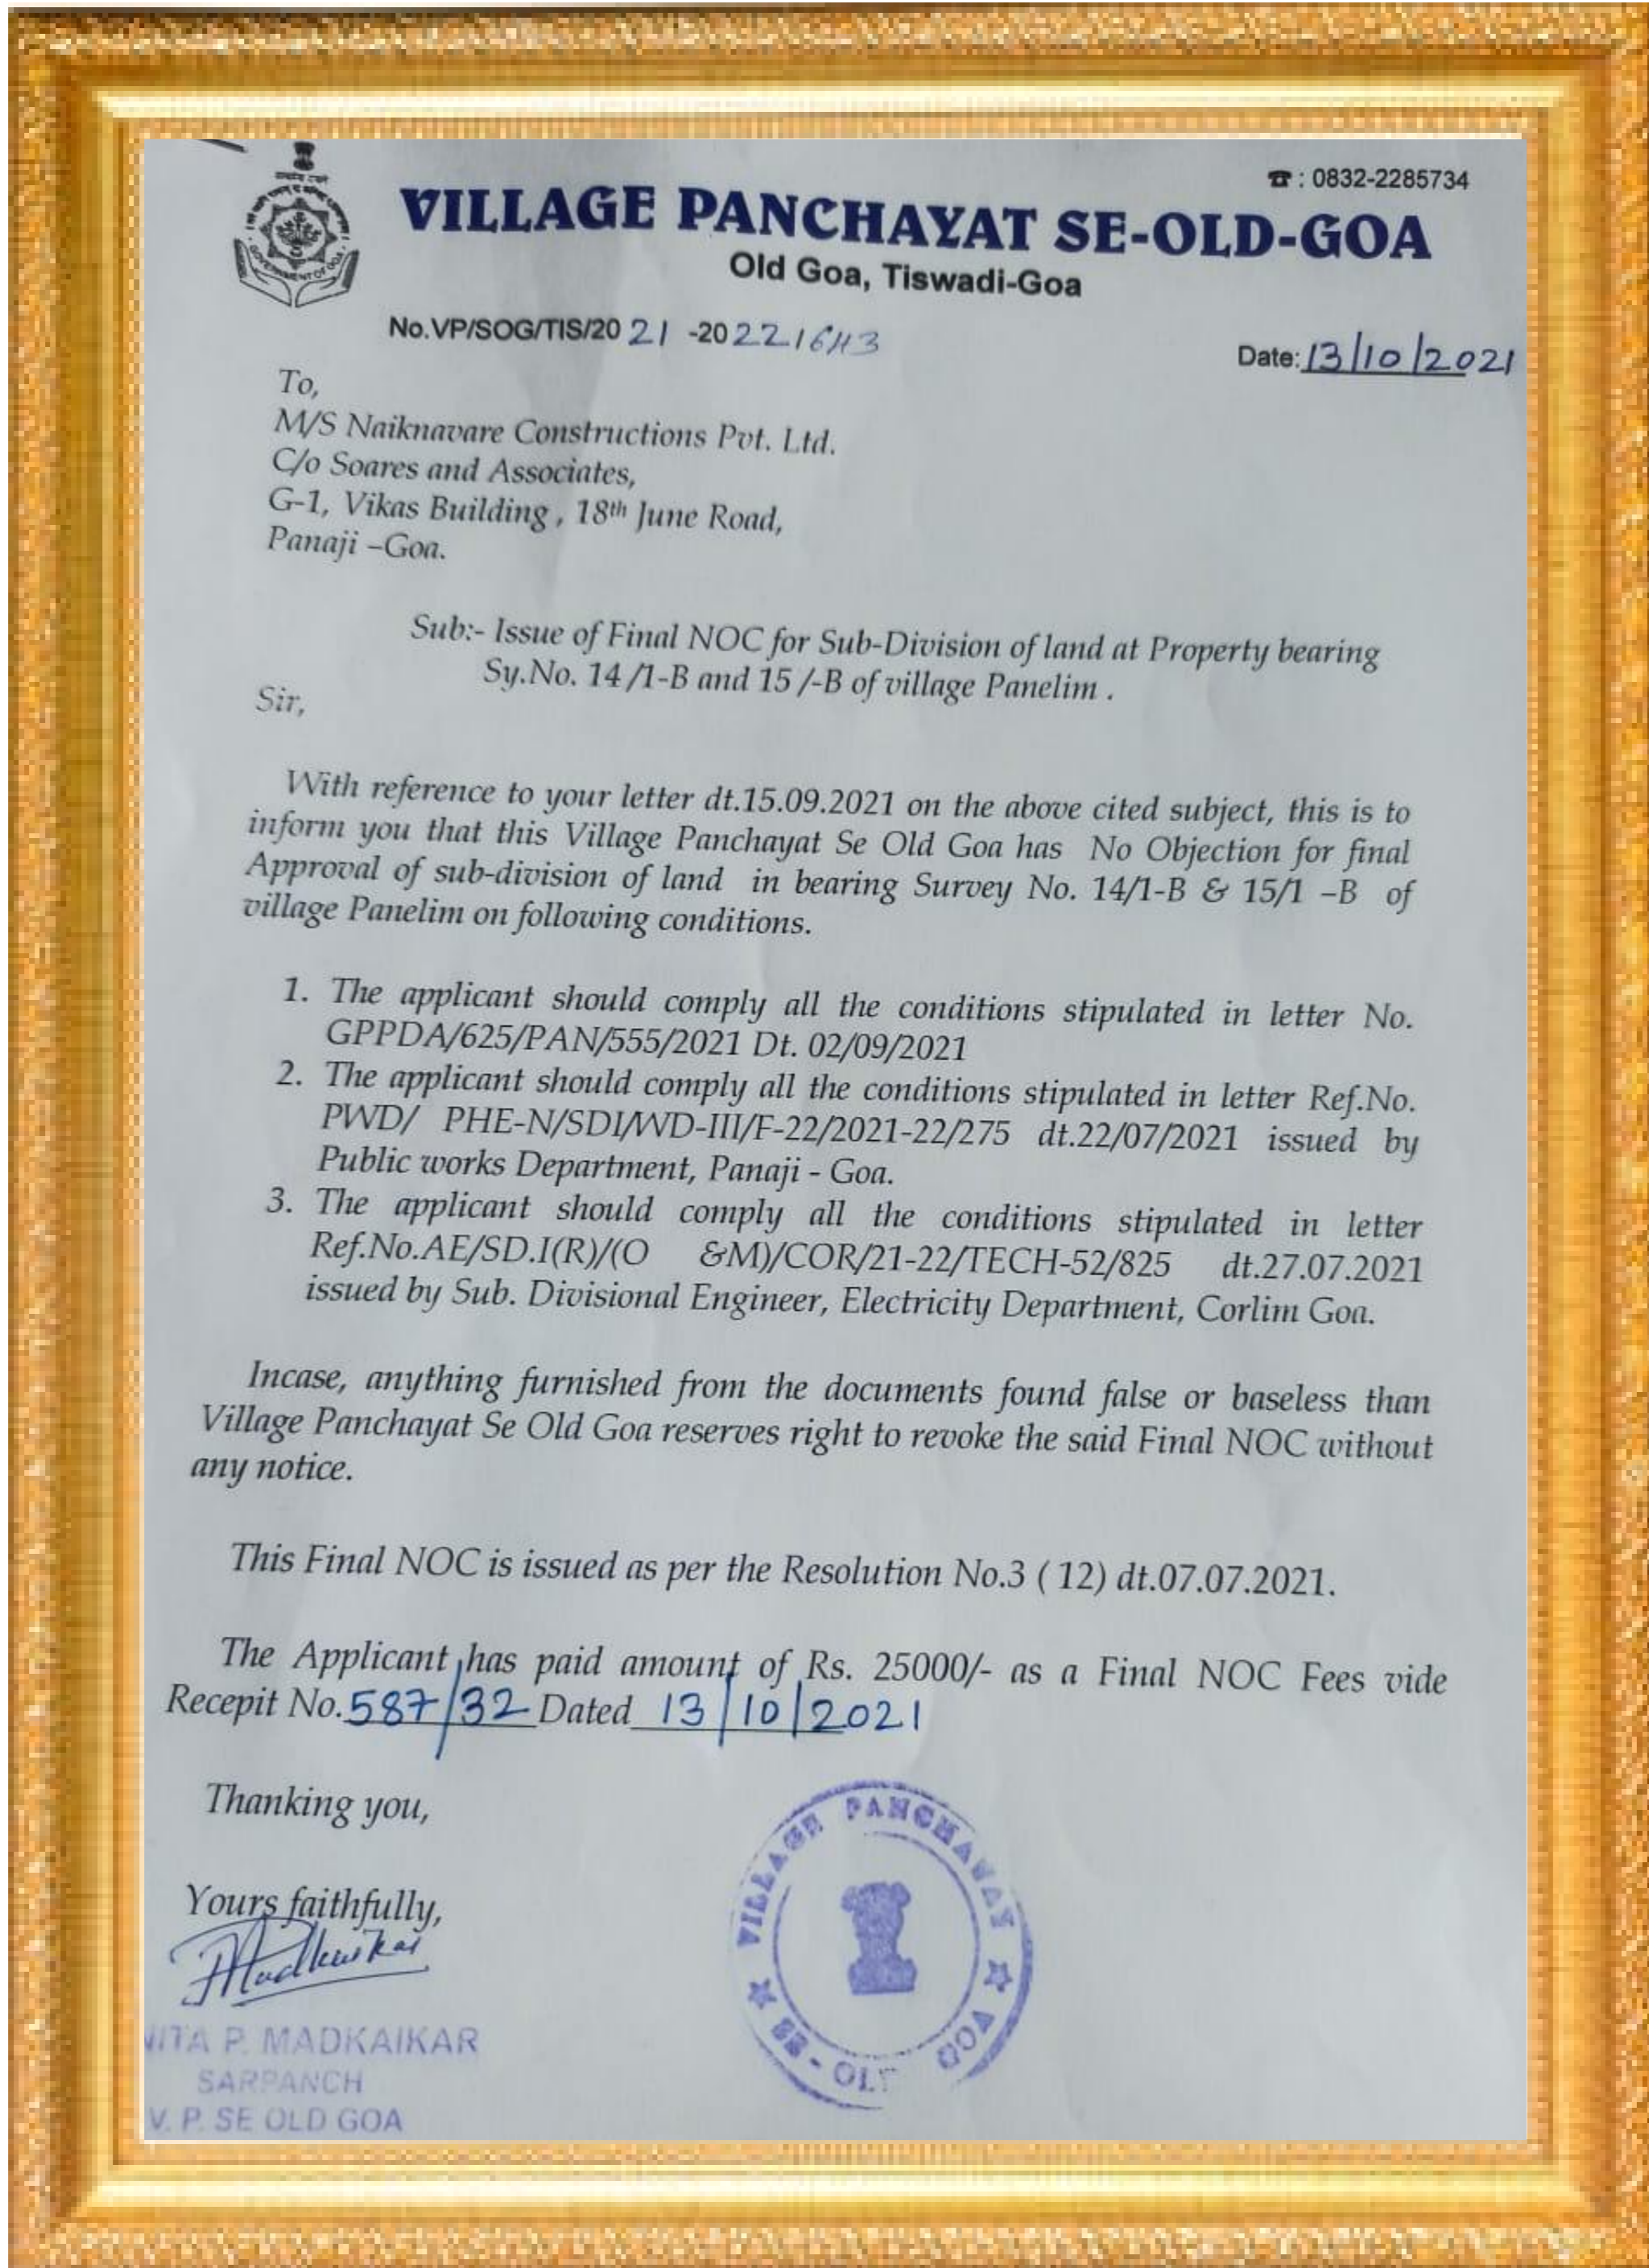 ☎ : 0832-2285734
VILLAGE PANCHAYAT SE-OLD-GOA
Old Goa, Tiswadi-Goa
GOVERNMENT OF GOA
No.VP/SOG/TIS/2021 -2022/643
Date: 13/10/2021
To,
M/S Naiknavare Constructions Pvt. Ltd.
C/o Soares and Associates,
G-1, Vikas Building , 18th June Road,
Panaji –Goa.
Sub:- Issue of Final NOC for Sub-Division of land at Property bearing
Sy.No. 14 /1-B and 15 /-B of village Panelim .
Sir,
With reference to your letter dt.15.09.2021 on the above cited subject, this is to
inform you that this Village Panchayat Se Old Goa has No Objection for final
Approval of sub-division of land in bearing Survey No. 14/1-B & 15/1 –B of
village Panelim on following conditions.
1. The applicant should comply all the conditions stipulated in letter No.
GPPDA/625/PAN/555/2021 Dt. 02/09/2021
2. The applicant should comply all the conditions stipulated in letter Ref.No.
PWD/ PHE-N/SDI/WD-III/F-22/2021-22/275 dt.22/07/2021 issued by
Public works Department, Panaji - Goa.
3. The applicant should comply all the conditions stipulated in letter
Ref.No.AE/SD.I(R)/(O &M)/COR/21-22/TECH-52/825 dt.27.07.2021
issued by Sub. Divisional Engineer, Electricity Department, Corlim Goa.
Incase, anything furnished from the documents found false or baseless than
Village Panchayat Se Old Goa reserves right to revoke the said Final NOC without
any notice.
This Final NOC is issued as per the Resolution No.3 ( 12) dt.07.07.2021.
The Applicant has paid amount of Rs. 25000/- as a Final NOC Fees vide
Recepit No. 587/32 Dated 13/10/2021
Thanking you,
Yours faithfully,
VILLAGE PANCHAYAT
P. MADKAIKAR
SARPANCH
V. P. SE OLD GOA